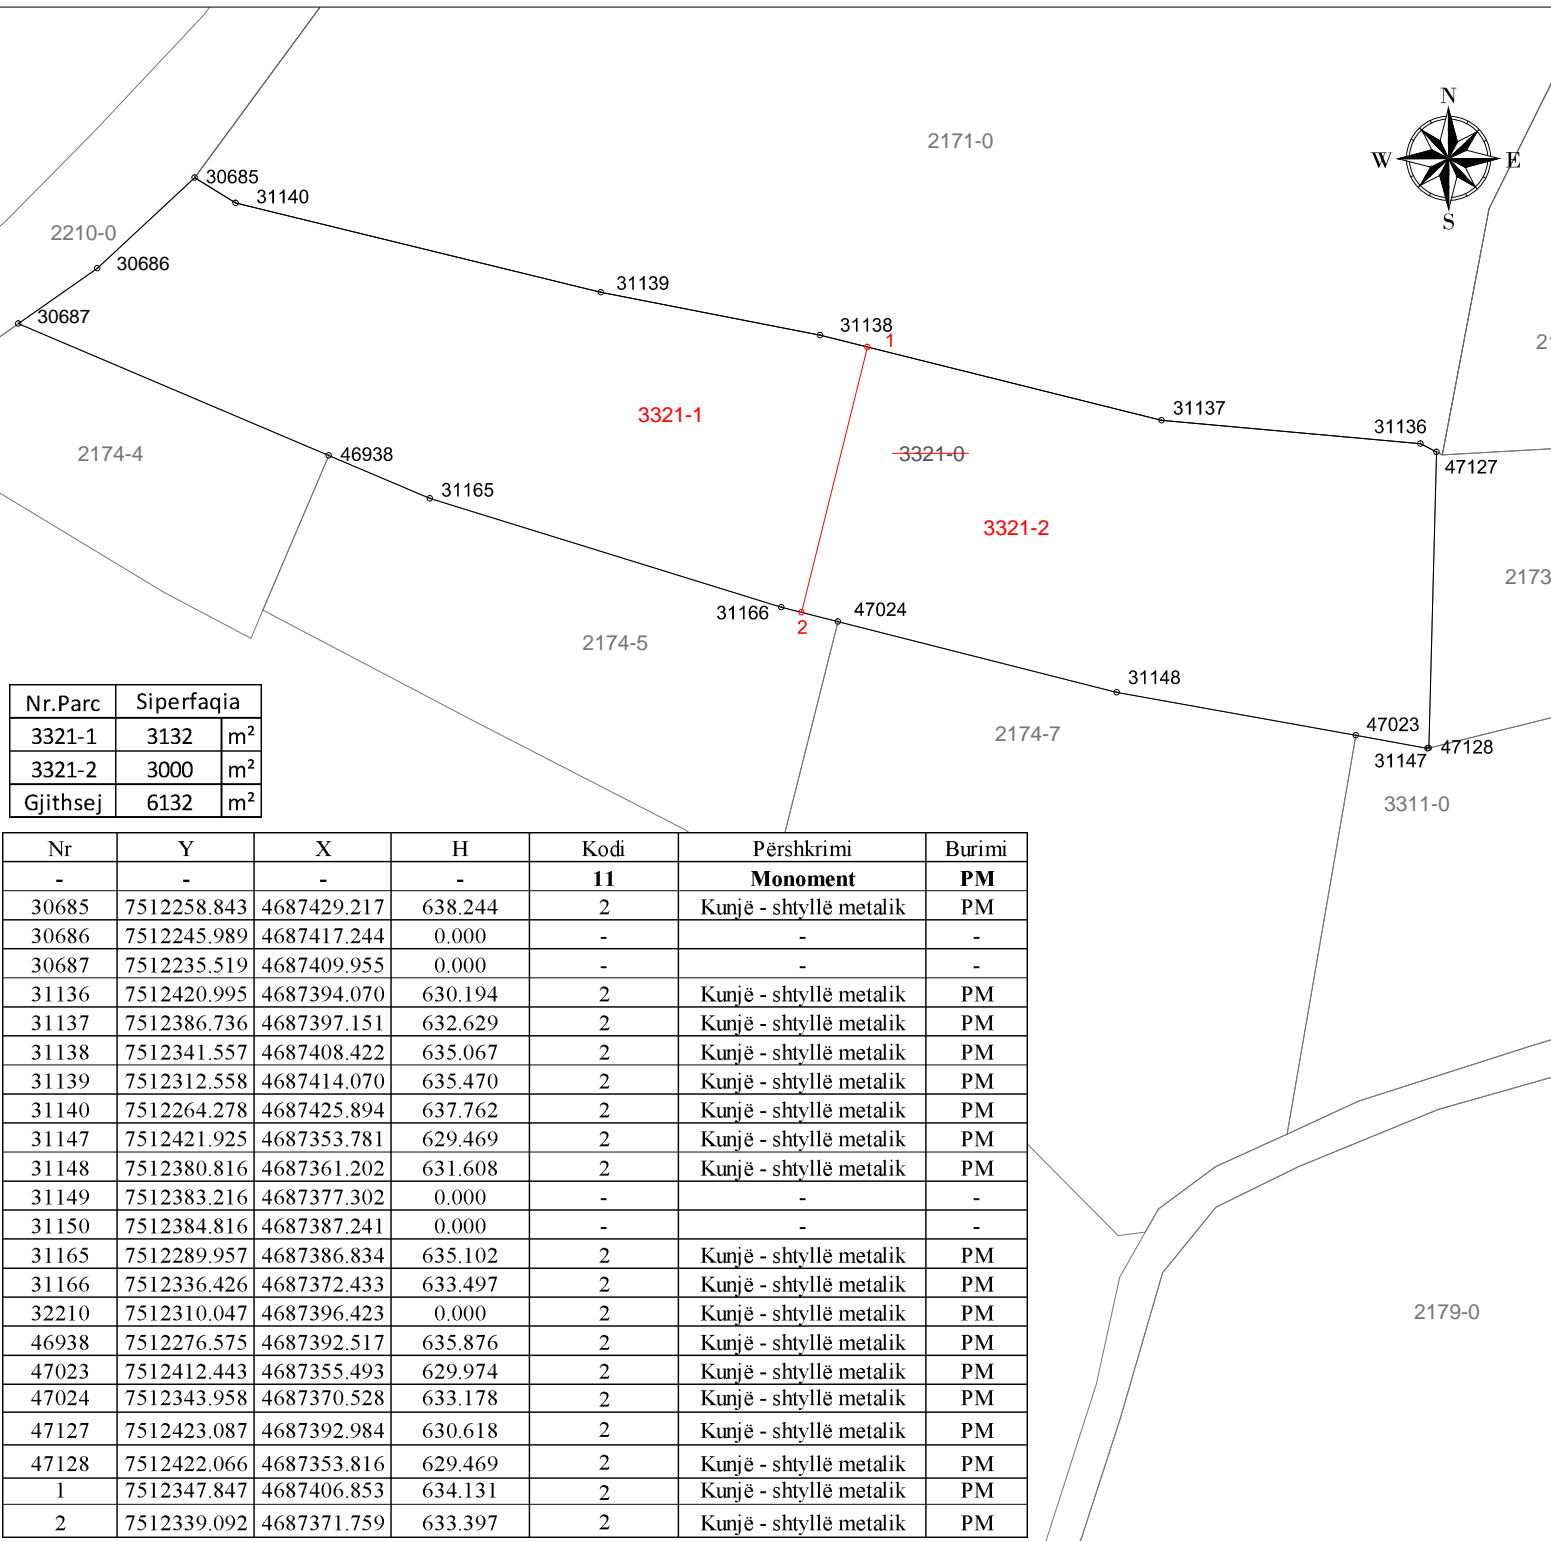 N
W E
S
2171-0
30685
31140
2210-0
30686
31139
30687
31138
1
3321-1
31137
31136
2174-4
46938
3321-0
47127
31165
3321-2
2173
31166
47024
2
2174-5
31148
47023
2174-7
47128
31147
3311-0
2179-0
Nr.Parc Siperfaqia
3321-1 3132 m²
3321-2 3000 m²
Gjithsej 6132 m²
Nr Y X H Kodi Përshkrimi Burimi
- - - - 11 Monoment PM
30685 7512258.843 4687429.217 638.244 2 Kunjë - shtyllë metalik PM
30686 7512245.989 4687417.244 0.000 - - -
30687 7512235.519 4687409.955 0.000 - - -
31136 7512420.995 4687394.070 630.194 2 Kunjë - shtyllë metalik PM
31137 7512386.736 4687397.151 632.629 2 Kunjë - shtyllë metalik PM
31138 7512341.557 4687408.422 635.067 2 Kunjë - shtyllë metalik PM
31139 7512312.558 4687414.070 635.470 2 Kunjë - shtyllë metalik PM
31140 7512264.278 4687425.894 637.762 2 Kunjë - shtyllë metalik PM
31147 7512421.925 4687353.781 629.469 2 Kunjë - shtyllë metalik PM
31148 7512380.816 4687361.202 631.608 2 Kunjë - shtyllë metalik PM
31149 7512383.216 4687377.302 0.000 - - -
31150 7512384.816 4687387.241 0.000 - - -
31165 7512289.957 4687386.834 635.102 2 Kunjë - shtyllë metalik PM
31166 7512336.426 4687372.433 633.497 2 Kunjë - shtyllë metalik PM
32210 7512310.047 4687396.423 0.000 2 Kunjë - shtyllë metalik PM
46938 7512276.575 4687392.517 635.876 2 Kunjë - shtyllë metalik PM
47023 7512412.443 4687355.493 629.974 2 Kunjë - shtyllë metalik PM
47024 7512343.958 4687370.528 633.178 2 Kunjë - shtyllë metalik PM
47127 7512423.087 4687392.984 630.618 2 Kunjë - shtyllë metalik PM
47128 7512422.066 4687353.816 629.469 2 Kunjë - shtyllë metalik PM
1 7512347.847 4687406.853 634.131 2 Kunjë - shtyllë metalik PM
2 7512339.092 4687371.759 633.397 2 Kunjë - shtyllë metalik PM